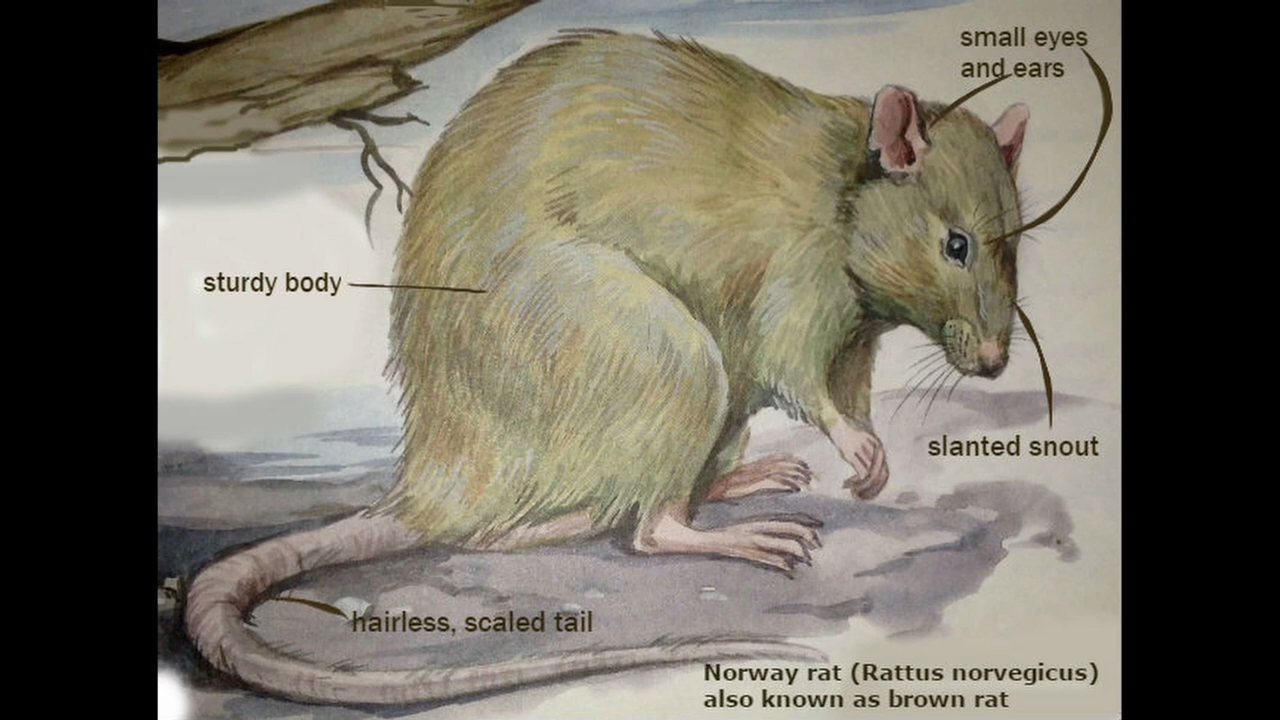 small eyes
and ears
sturdy body
slanted snout
hairless, scaled tail
Norway rat (Rattus norvegicus)
also known as brown rat